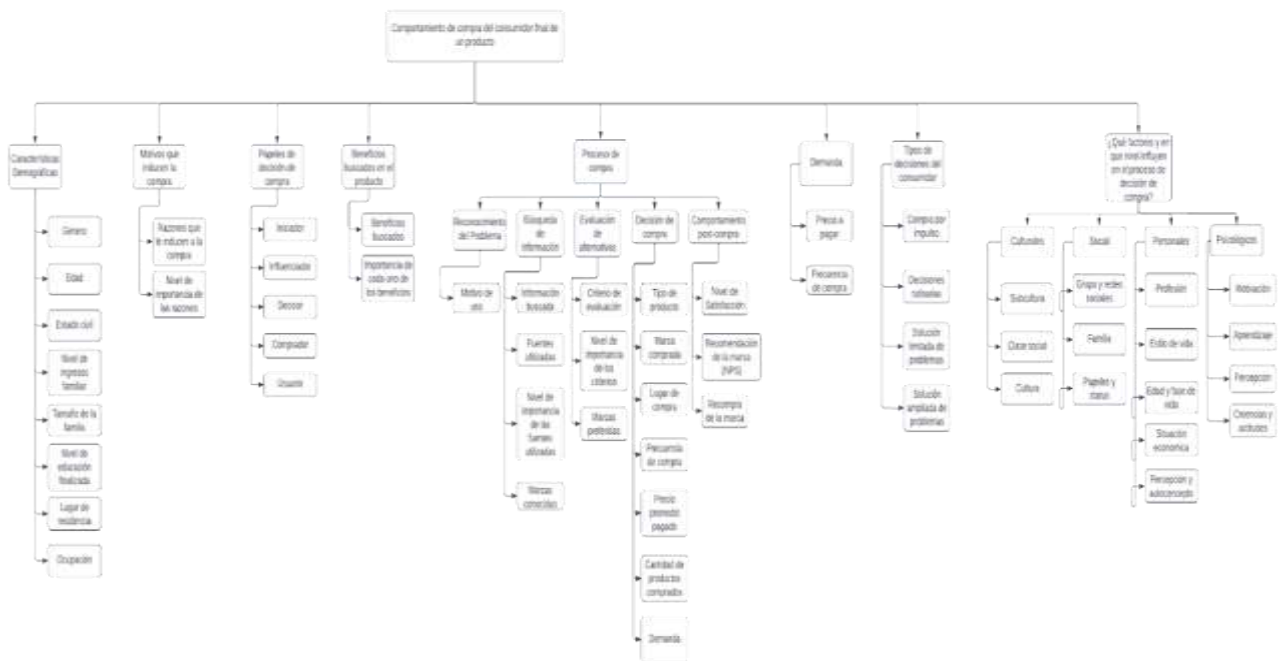 Comportamiento de compra del consumidor final de
un producto
Características
Demográficas
Motivos que
inducen la
compra
Papeles de
decisión de
compra
Beneficios
buscados en el
producto
Proceso de
compra
Demanda
Tipos de
decisiones del
consumidor
¿Qué factores y en
que nivel influyen
en el proceso de
decisión de
compra?
Género
Edad
Estado civil
Nivel de
ingresos
familiar
Tamaño de la
familia
Nivel de
educación
finalizada
Lugar de
residencia
Ocupación
Razones que
le inducen a la
compra
Nivel de
importancia de
las razones
Iniciador
Influenciador
Decisor
Comprador
Usuario
Beneficios
buscados
Importancia de
cada uno de
los beneficios
Reconocimiento
del Problema
Motivo de
uso
Búsqueda de
información
Información
buscada
Fuentes
utilizadas
Nivel de
importancia
de las
fuentes
utilizadas
Marcas
conocidas
Evaluación de
alternativas
Criterio de
evaluación
Nivel de
importancia
de los
criterios
Marcas
preferidas
Decisión de
compra
Tipo de
producto
Marca
comprada
Lugar de
compra
Frecuencia
de compra
Precio
promedio
pagado
Cantidad de
productos
comprados
Demanda
Comportamiento
post-compra
Nivel de
Satisfacción
Recomendación
de la marca
(NPS)
Recompra
de la marca
Precio a
pagar
Frecuencia
de compra
Compra por
impulso
Decisiones
rutinarias
Solución
limitada de
problemas
Solución
ampliada de
problemas
Culturales
Subcultura
Clase social
Cultura
Social
Grupo y redes
sociales
Familia
Papeles y
status
Personales
Profesión
Estilo de vida
Edad y fase de
vida
Situación
económica
Percepción y
autoconcepto
Psicológicos
Motivación
Aprendizaje
Percepción
Creencias y
actitudes